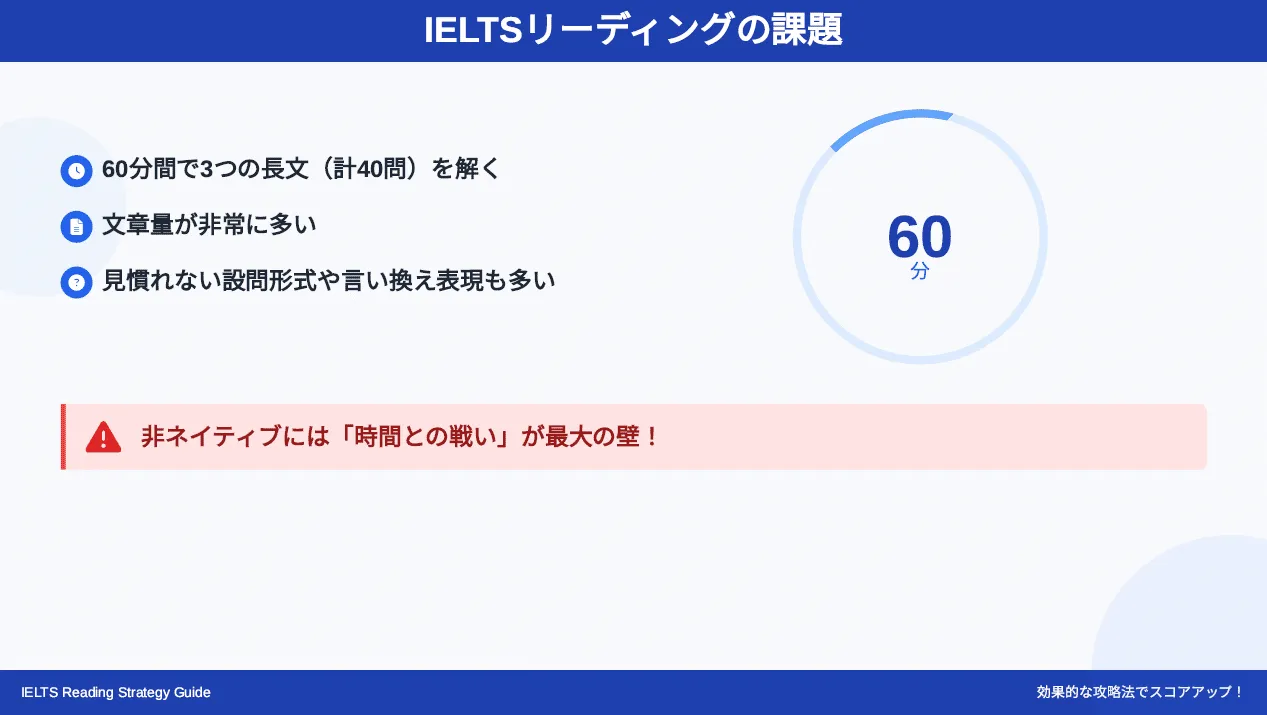 IELTSリーディングの課題
60分間で3つの長文（計40問）を解く
文章量が非常に多い
見慣れない設問形式や言い換え表現も多い
60
分
非ネイティブには「時間との戦い」が最大の壁！
IELTS Reading Strategy Guide
効果的な攻略法でスコアアップ！